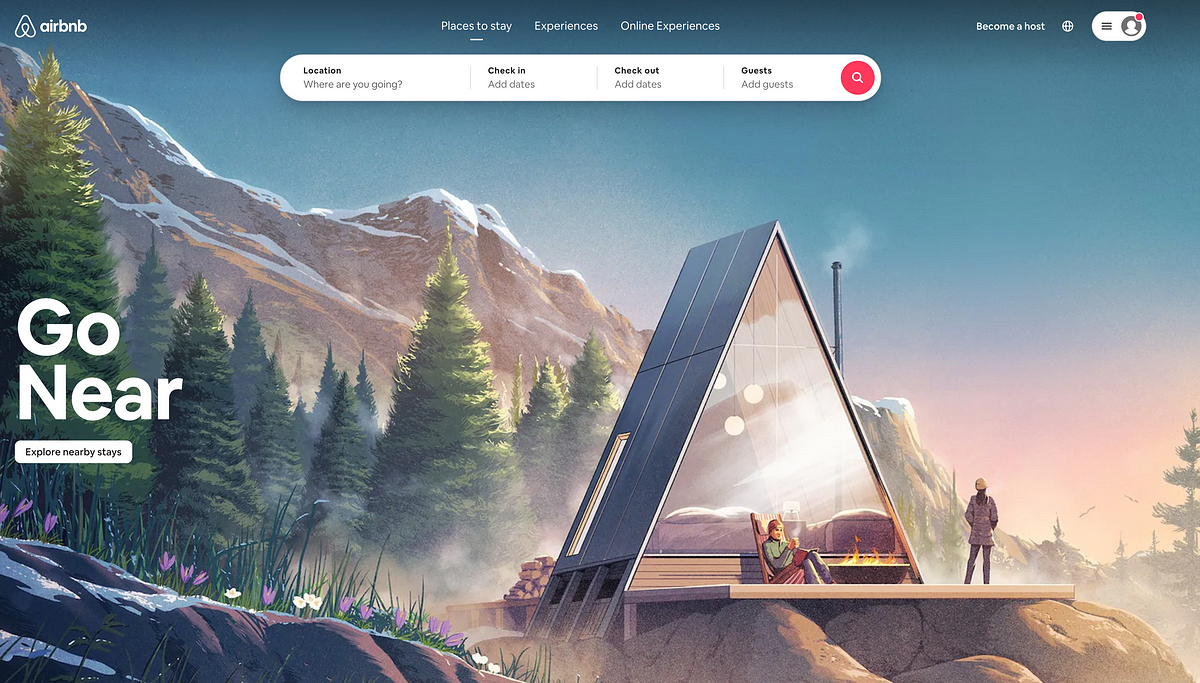 airbnb
Places to stay
Experiences
Online Experiences
Become a host
Location
Where are you going?
Check in
Add dates
Check out
Add dates
Guests
Add guests
Go
Near
Explore nearby stays